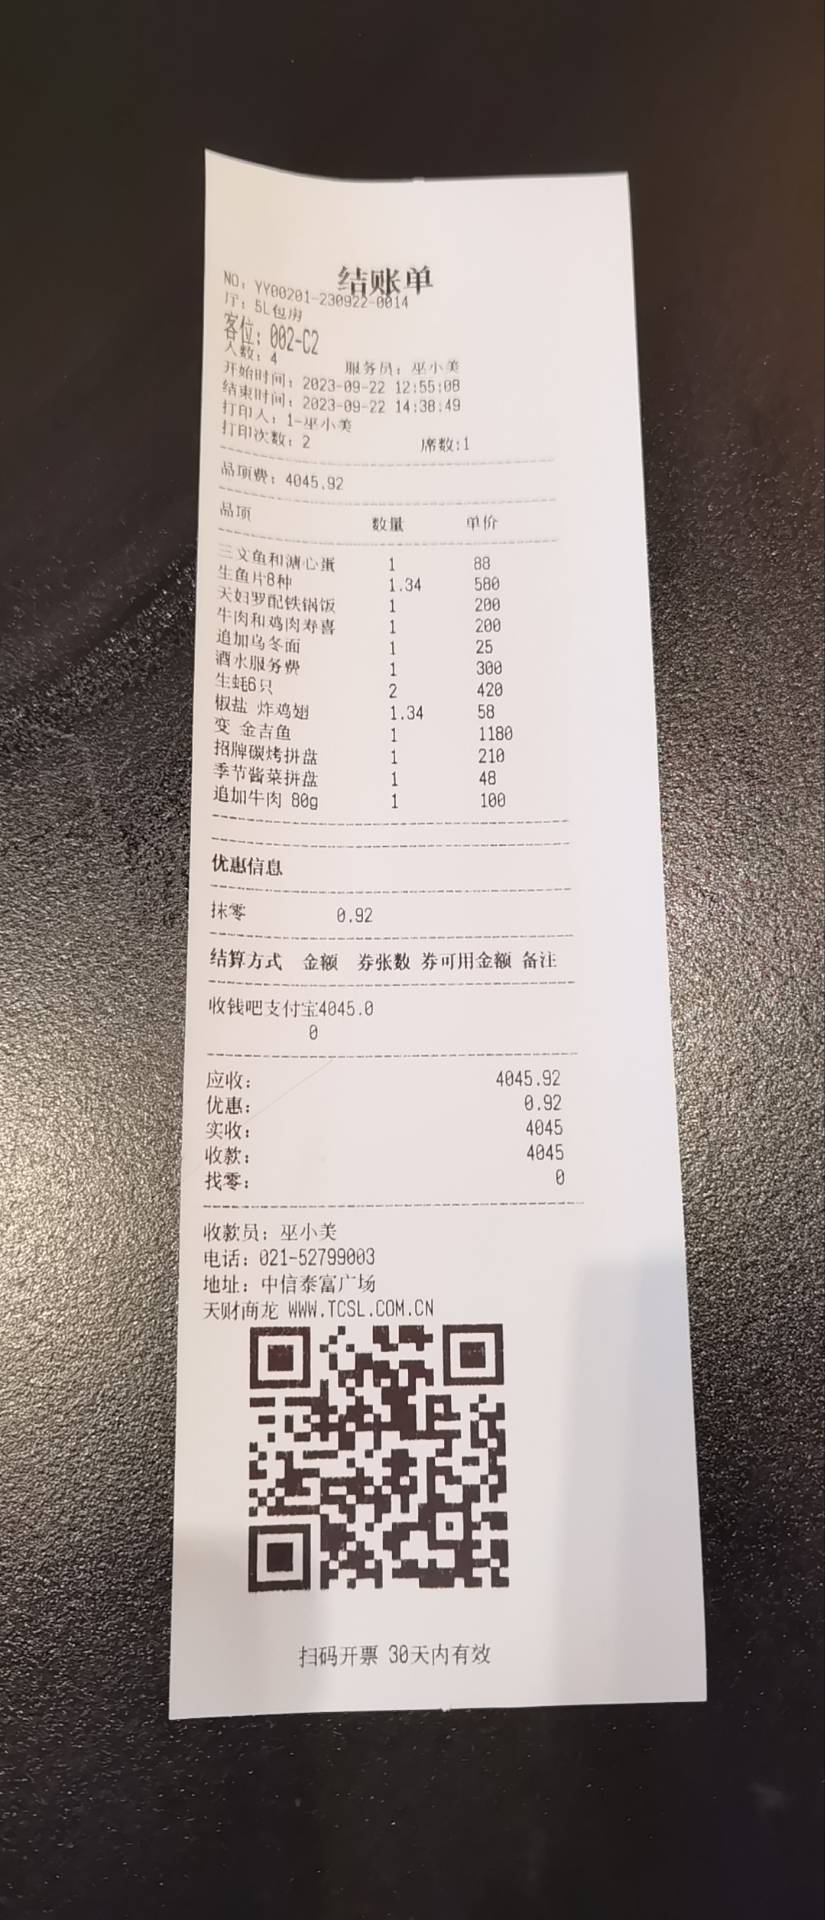 结账单
NO: YY00201-230922-0014
厅: 5L包房
客位: 002-C2
人数: 4 服务员: 巫小美
开始时间: 2023-09-22 12:55:08
结束时间: 2023-09-22 14:38:49
打印人: 1-巫小美
打印次数: 2 席数:1
品项费: 4045.92
品项 数量 单价
三文鱼和溏心蛋 1 88
生鱼片8种 1.34 580
天妇罗配铁锅饭 1 200
牛肉和鸡肉寿喜 1 200
追加乌冬面 1 25
酒水服务费 1 300
生蚝6只 2 420
椒盐 炸鸡翅 1.34 58
变 金吉鱼 1 1180
招牌碳烤拼盘 1 210
季节酱菜拼盘 1 48
追加牛肉 80g 1 100
优惠信息
抹零 0.92
结算方式 金额 券张数 券可用金额 备注
收钱吧支付宝4045.0
0
应收: 4045.92
优惠: 0.92
实收: 4045
收款: 4045
找零: 0
收款员: 巫小美
电话: 021-52799003
地址: 中信泰富广场
天财商龙 WWW.TCSL.COM.CN
扫码开票 30天内有效